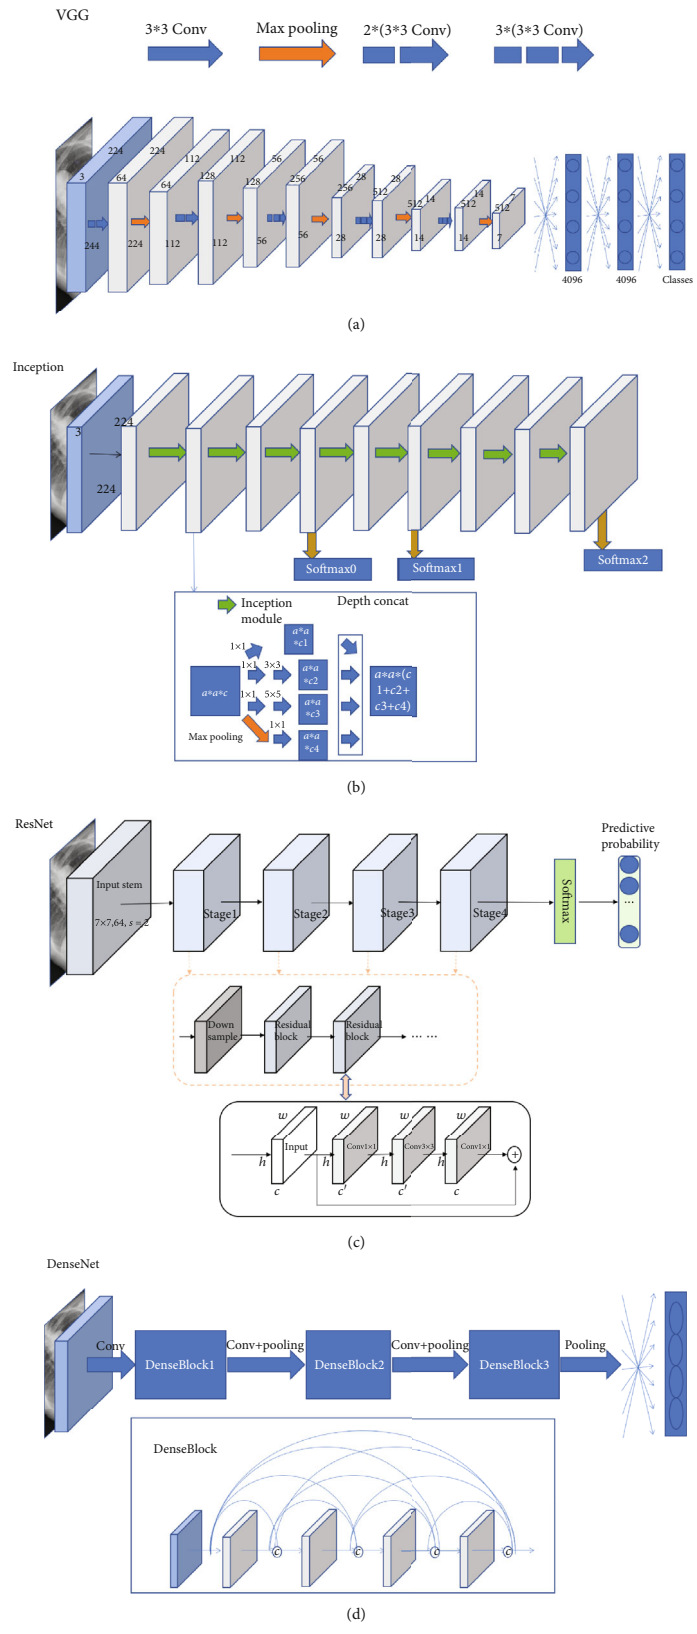 VGG
3*3 Conv
Max pooling
2*(3*3 Conv)
3*(3*3 Conv)
3
224
244
64
224
224
64
112
112
128
112
112
128
56
56
256
56
56
256
28
28
512
28
28
512
14
14
512
14
14
512
7
7
4096
4096
Classes
(a)
Inception
3
224
224
Softmax0
Softmax1
Softmax2
Inception
module
Depth concat
1×1
a*a
*c1
1×1
3×3
a*a
*c2
a*a*c
1×1
5×5
a*a
*c3
Max pooling
1×1
a*a
*c4
a*a*(c
1+c2+
c3+c4)
(b)
ResNet
Input stem
7×7,64, s = 2
Stage1
Stage2
Stage3
Stage4
Softmax
Predictive
probability
...
Down
sample
Residual
block
Residual
block
... ...
w
Input
h
c
w
Conv1×1
h
c'
w
Conv3×3
h
c'
w
Conv1×1
h
c
+
(c)
DenseNet
Conv
DenseBlock1
Conv+pooling
DenseBlock2
Conv+pooling
DenseBlock3
Pooling
DenseBlock
c
c
c
c
(d)